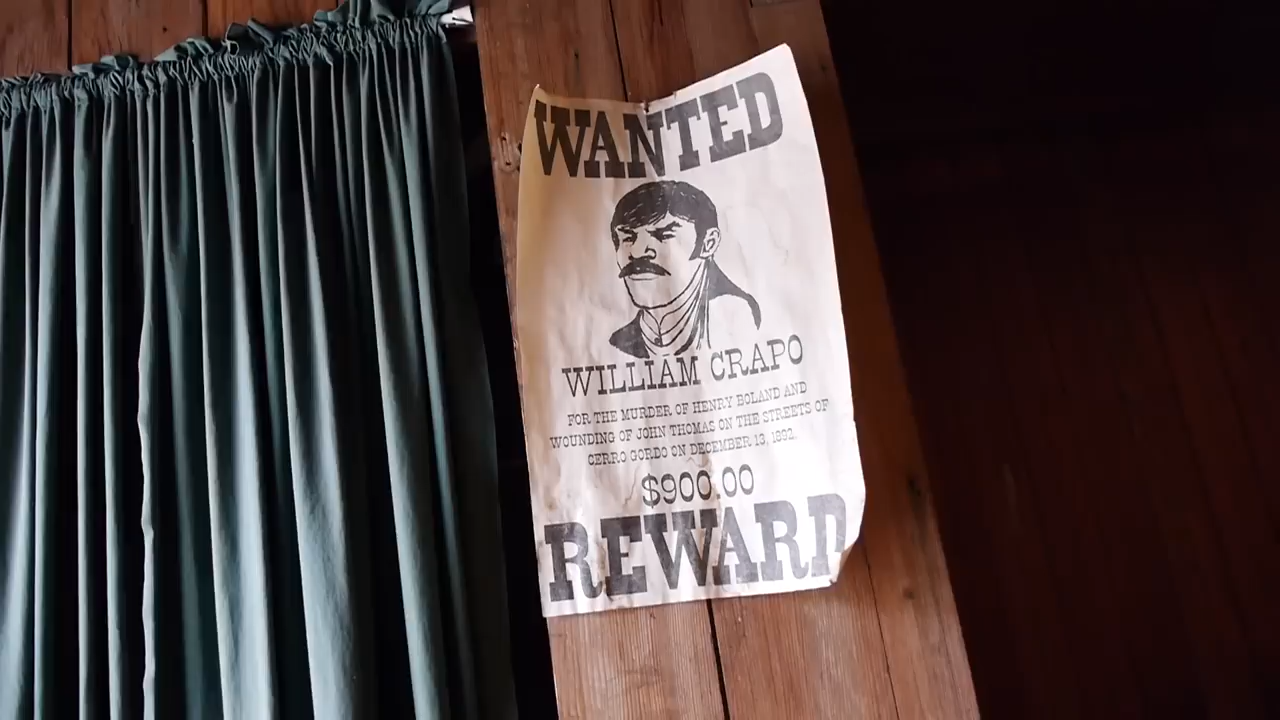 WANTED
WILLIAM CRAPO
FOR THE MURDER OF HENRY BOLAND AND
WOUNDING OF JOHN THOMAS ON THE STREETS OF
CERRO GORDO ON DECEMBER 13, 1892.
$900.00
REWARD